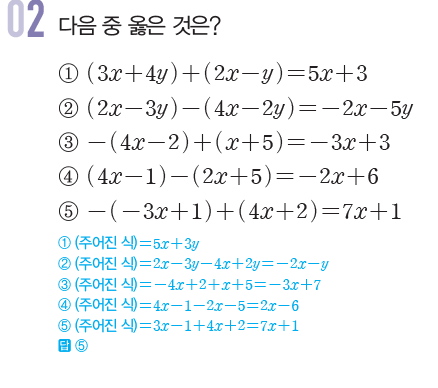 02 다음 중 옳은 것은?
① (3x+4y)+(2x-y)=5x+3
② (2x-3y)-(4x-2y)=-2x-5y
③ -(4x-2)+(x+5)=-3x+3
④ (4x-1)-(2x+5)=-2x+6
⑤ -(-3x+1)+(4x+2)=7x+1
① (주어진 식)=5x+3y
② (주어진 식)=2x-3y-4x+2y=-2x-y
③ (주어진 식)=-4x+2+x+5=-3x+7
④ (주어진 식)=4x-1-2x-5=2x-6
⑤ (주어진 식)=3x-1+4x+2=7x+1
답 ⑤